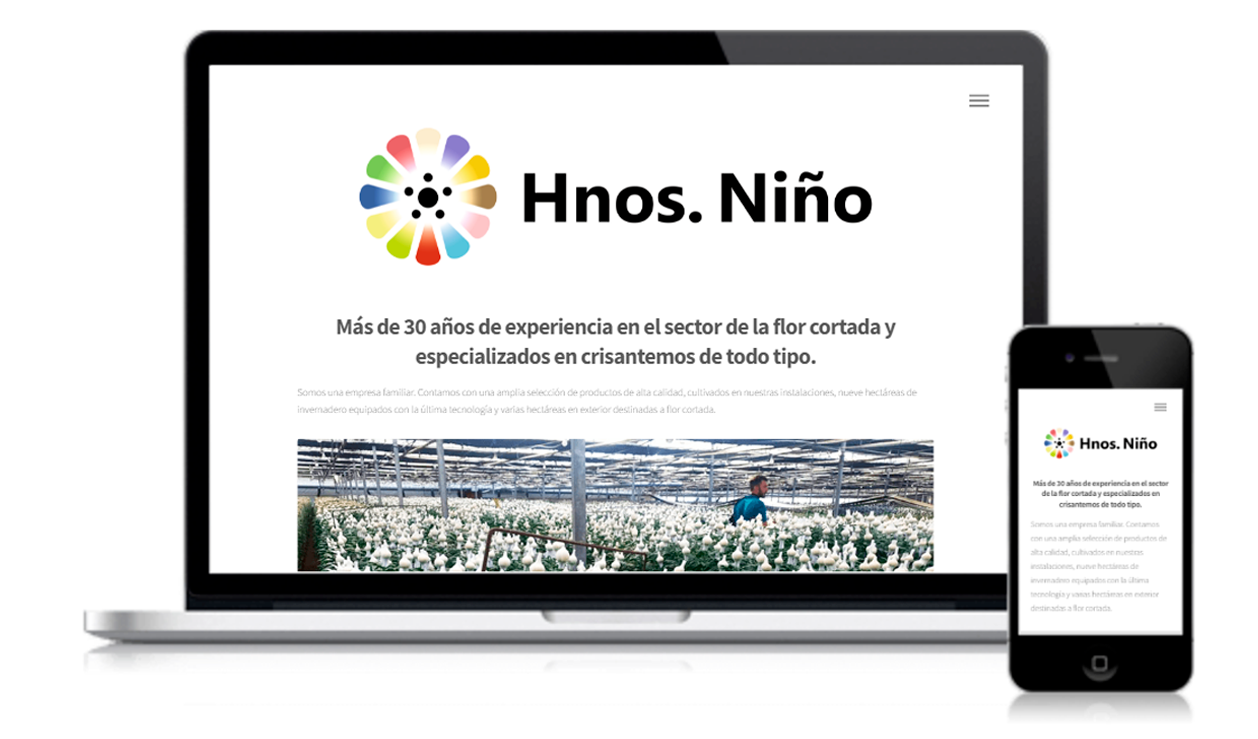 Hnos. Niño
Más de 30 años de experiencia en el sector de la flor cortada y
especializados en crisantemos de todo tipo.
Somos una empresa familiar. Contamos con una amplia selección de productos de alta calidad, cultivados en nuestras instalaciones, nueve hectáreas de
invernadero equipados con la última tecnología y varias hectáreas en exterior destinadas a flor cortada.
Hnos. Niño
Más de 30 años de experiencia en el sector
de la flor cortada y especializados en
crisantemos de todo tipo.
Somos una empresa familiar. Contamos
con una amplia selección de productos de
alta calidad, cultivados en nuestras
instalaciones, nueve hectáreas de
invernadero equipados con la última
tecnología y varias hectáreas en exterior
destinadas a flor cortada.